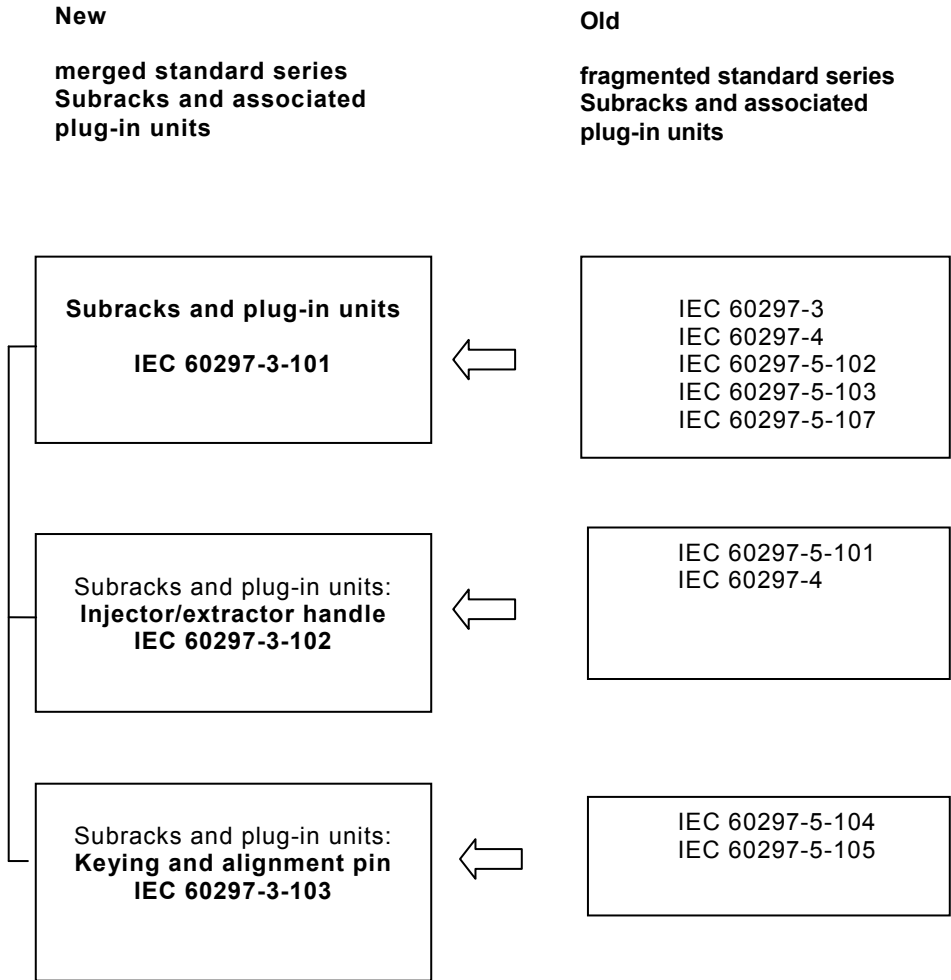 New
merged standard series
Subracks and associated
plug-in units
Old
fragmented standard series
Subracks and associated
plug-in units
Subracks and plug-in units
IEC 60297-3-101
IEC 60297-3
IEC 60297-4
IEC 60297-5-102
IEC 60297-5-103
IEC 60297-5-107
Subracks and plug-in units:
Injector/extractor handle
IEC 60297-3-102
IEC 60297-5-101
IEC 60297-4
Subracks and plug-in units:
Keying and alignment pin
IEC 60297-3-103
IEC 60297-5-104
IEC 60297-5-105